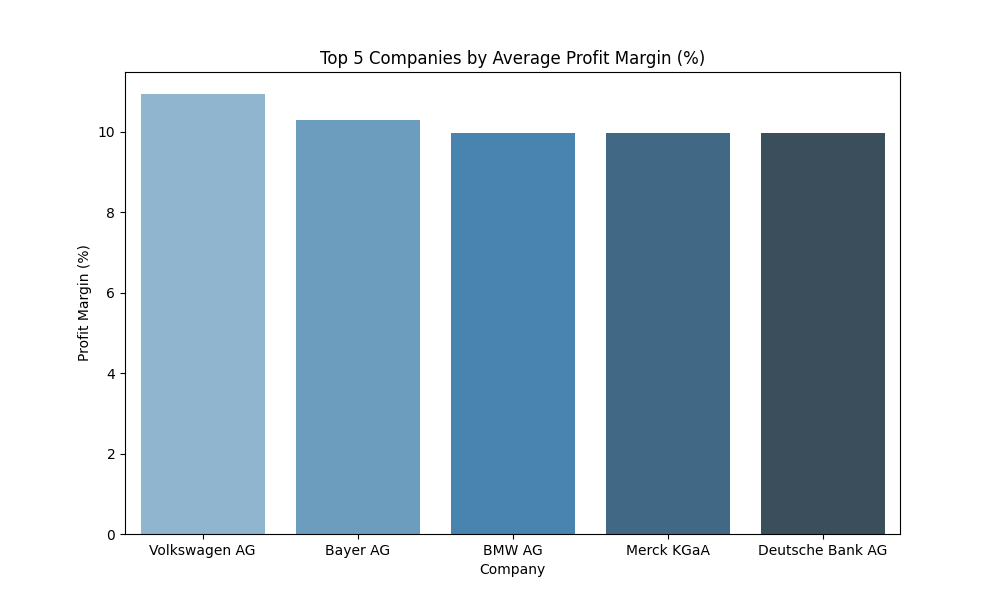 Top 5 Companies by Average Profit Margin (%)
Profit Margin (%)
10
8
6
4
2
0
Volkswagen AG
Bayer AG
BMW AG
Merck KGaA
Deutsche Bank AG
Company